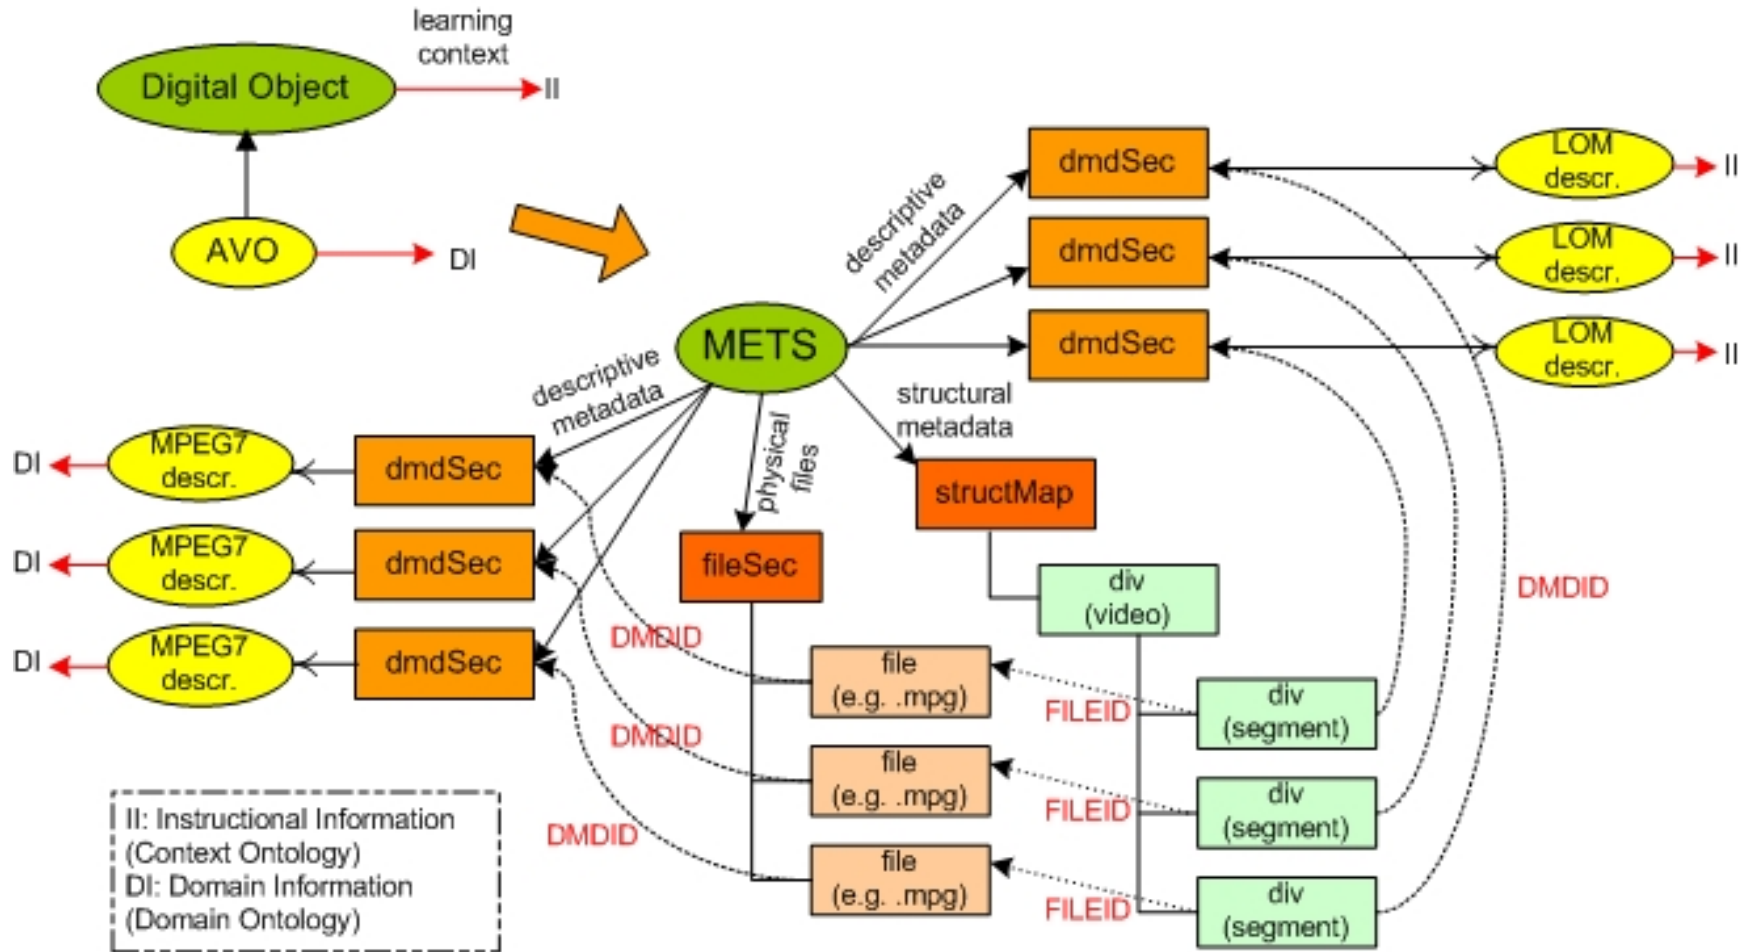 learning
context
Digital Object
II
AVO
DI
descriptive
metadata
dmdSec
LOM
descr.
II
dmdSec
LOM
descr.
II
METS
dmdSec
LOM
descr.
II
descriptive
metadata
structural
metadata
physical
files
DI
MPEG7
descr.
dmdSec
structMap
DI
MPEG7
descr.
dmdSec
fileSec
div
(video)
DMDID
DI
MPEG7
descr.
dmdSec
DMDID
file
(e.g. .mpg)
FILEID
div
(segment)
DMDID
file
(e.g. .mpg)
FILEID
div
(segment)
DMDID
file
(e.g. .mpg)
FILEID
div
(segment)
II: Instructional Information
(Context Ontology)
DI: Domain Information
(Domain Ontology)